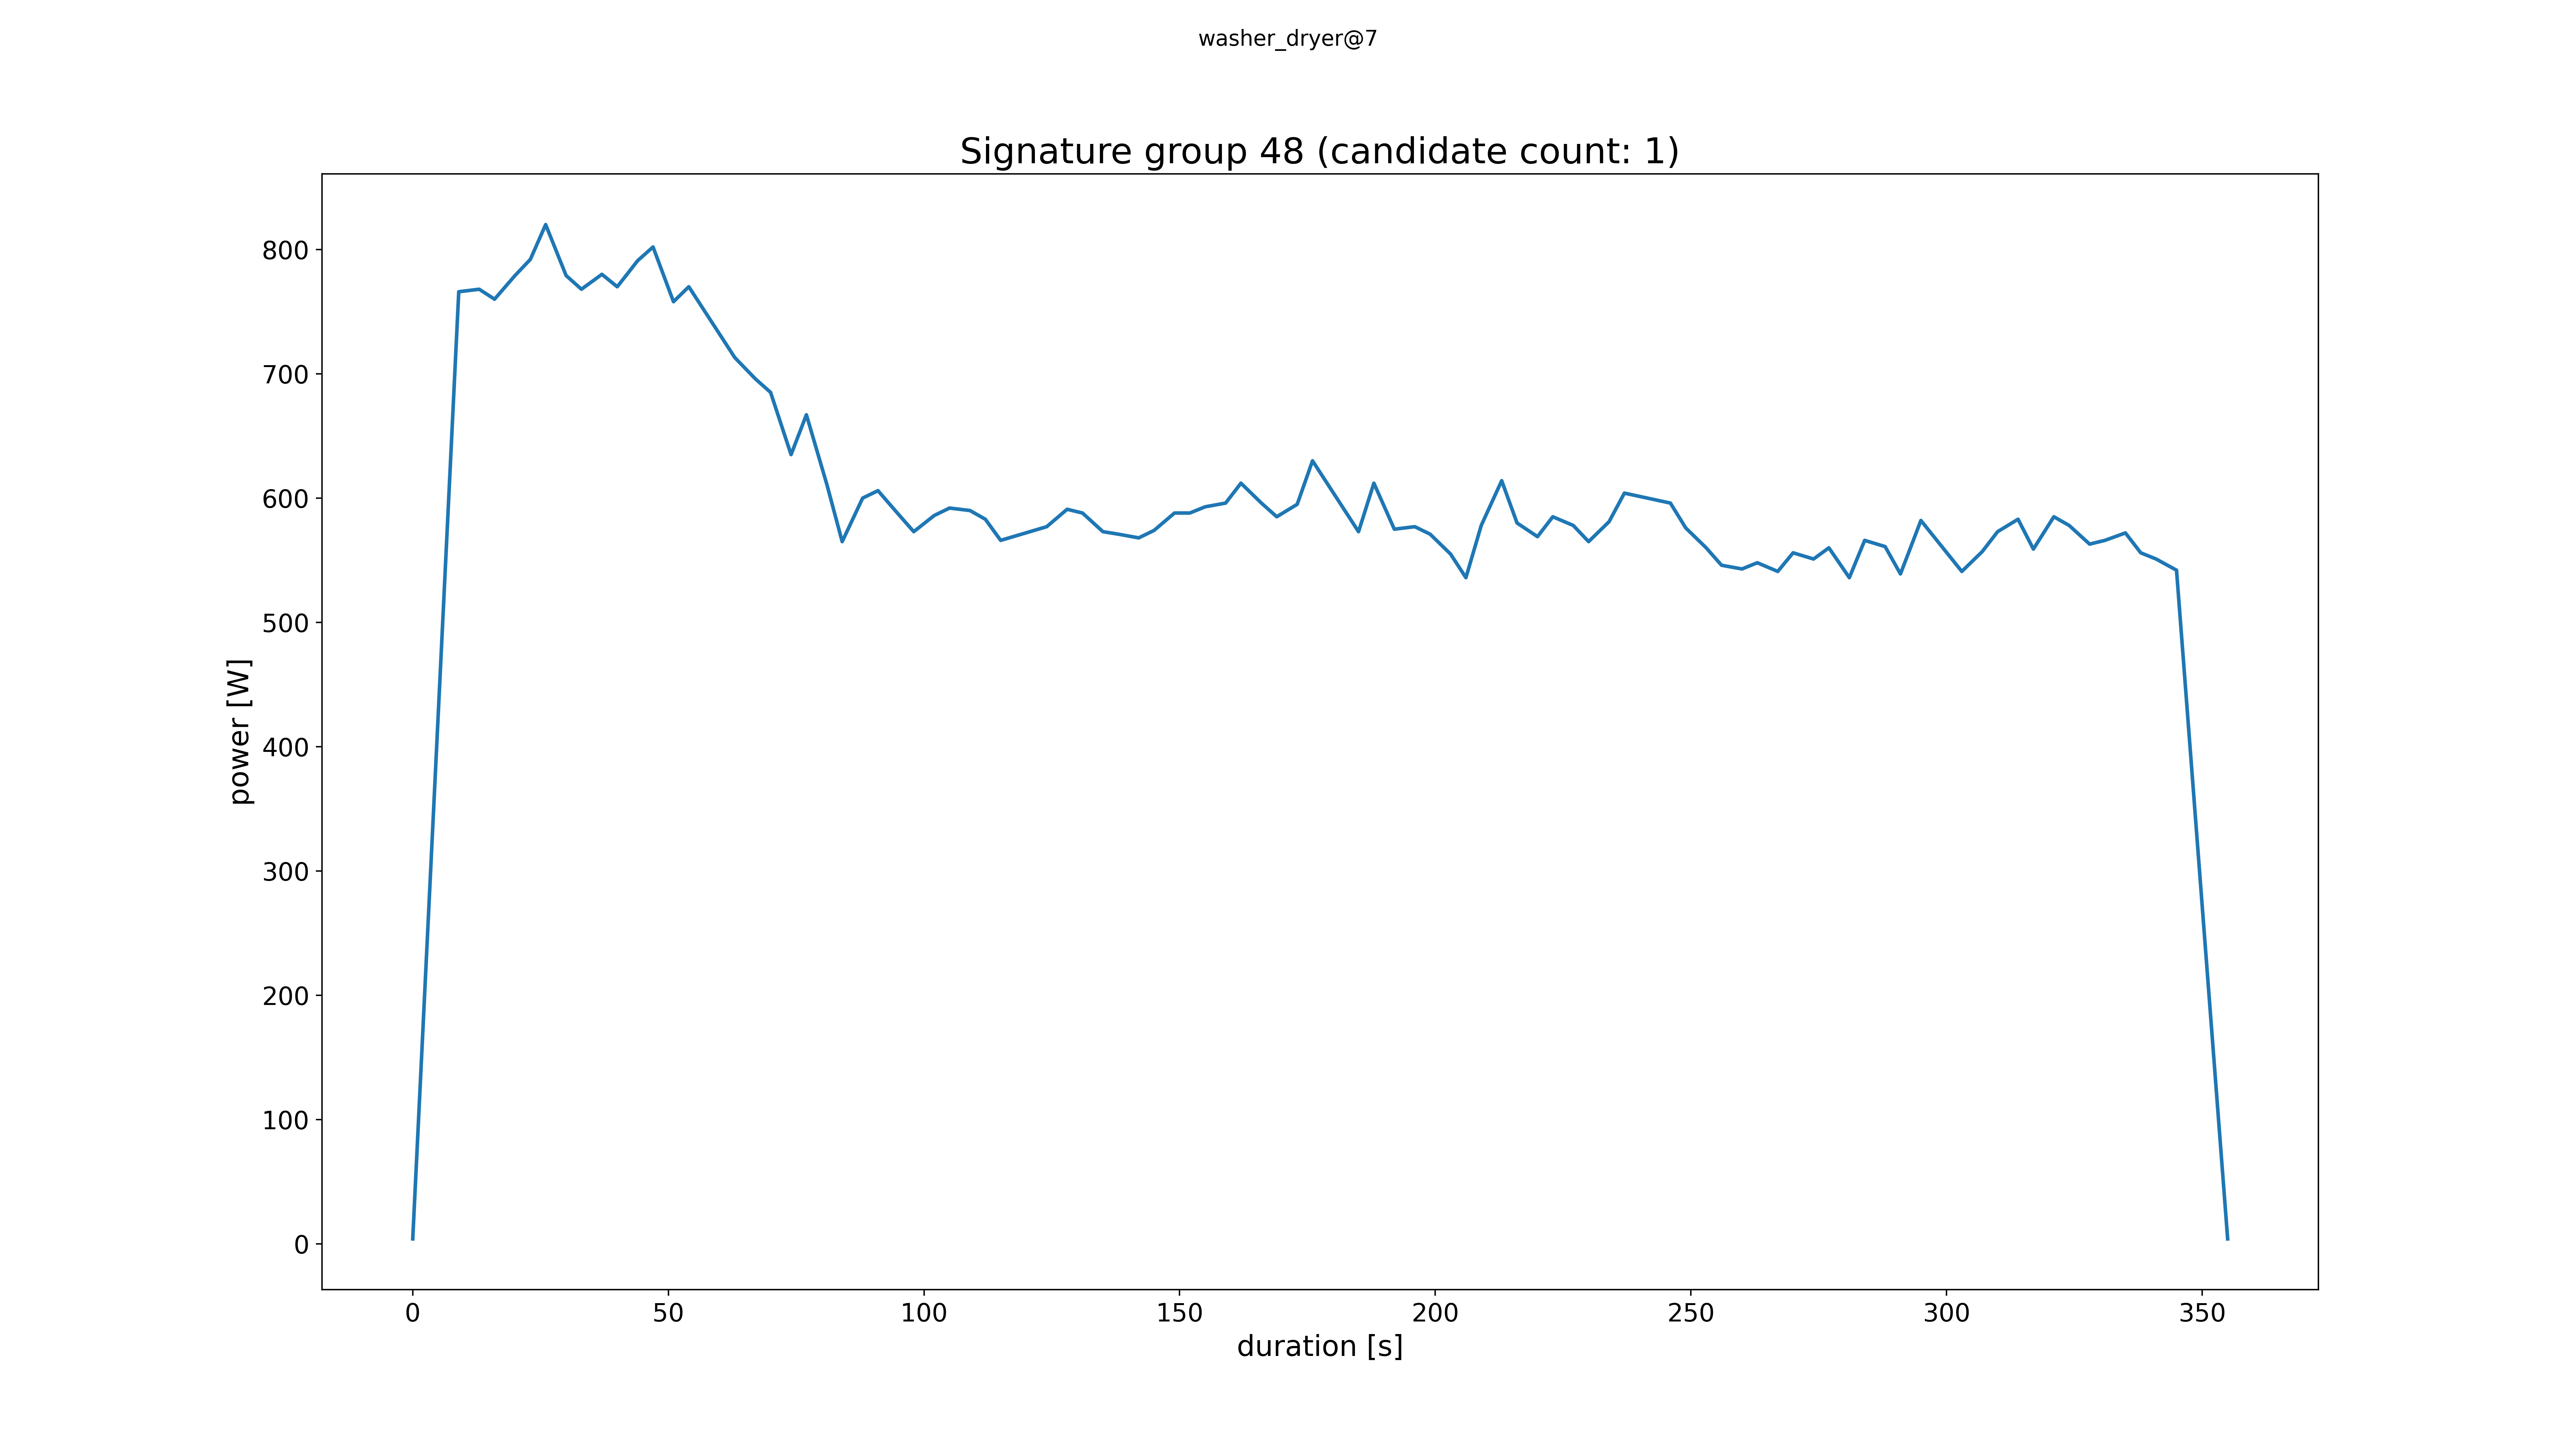 washer_dryer@7
Signature group 48 (candidate count: 1)
800
700
600
500
400
300
200
100
0
power [W]
0 50 100 150 200 250 300 350
duration [s]